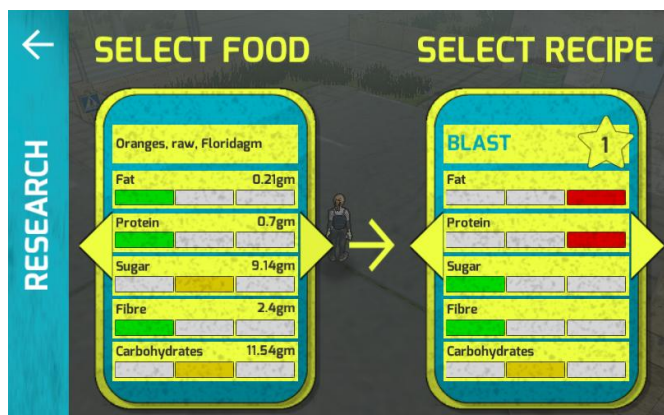 SELECT FOOD
SELECT RECIPE
RESEARCH
Oranges, raw, Floridagm
Fat 0.21gm
Protein 0.7gm
Sugar 9.14gm
Fibre 2.4gm
Carbohydrates 11.54gm
BLAST 1
Fat
Protein
Sugar
Fibre
Carbohydrates